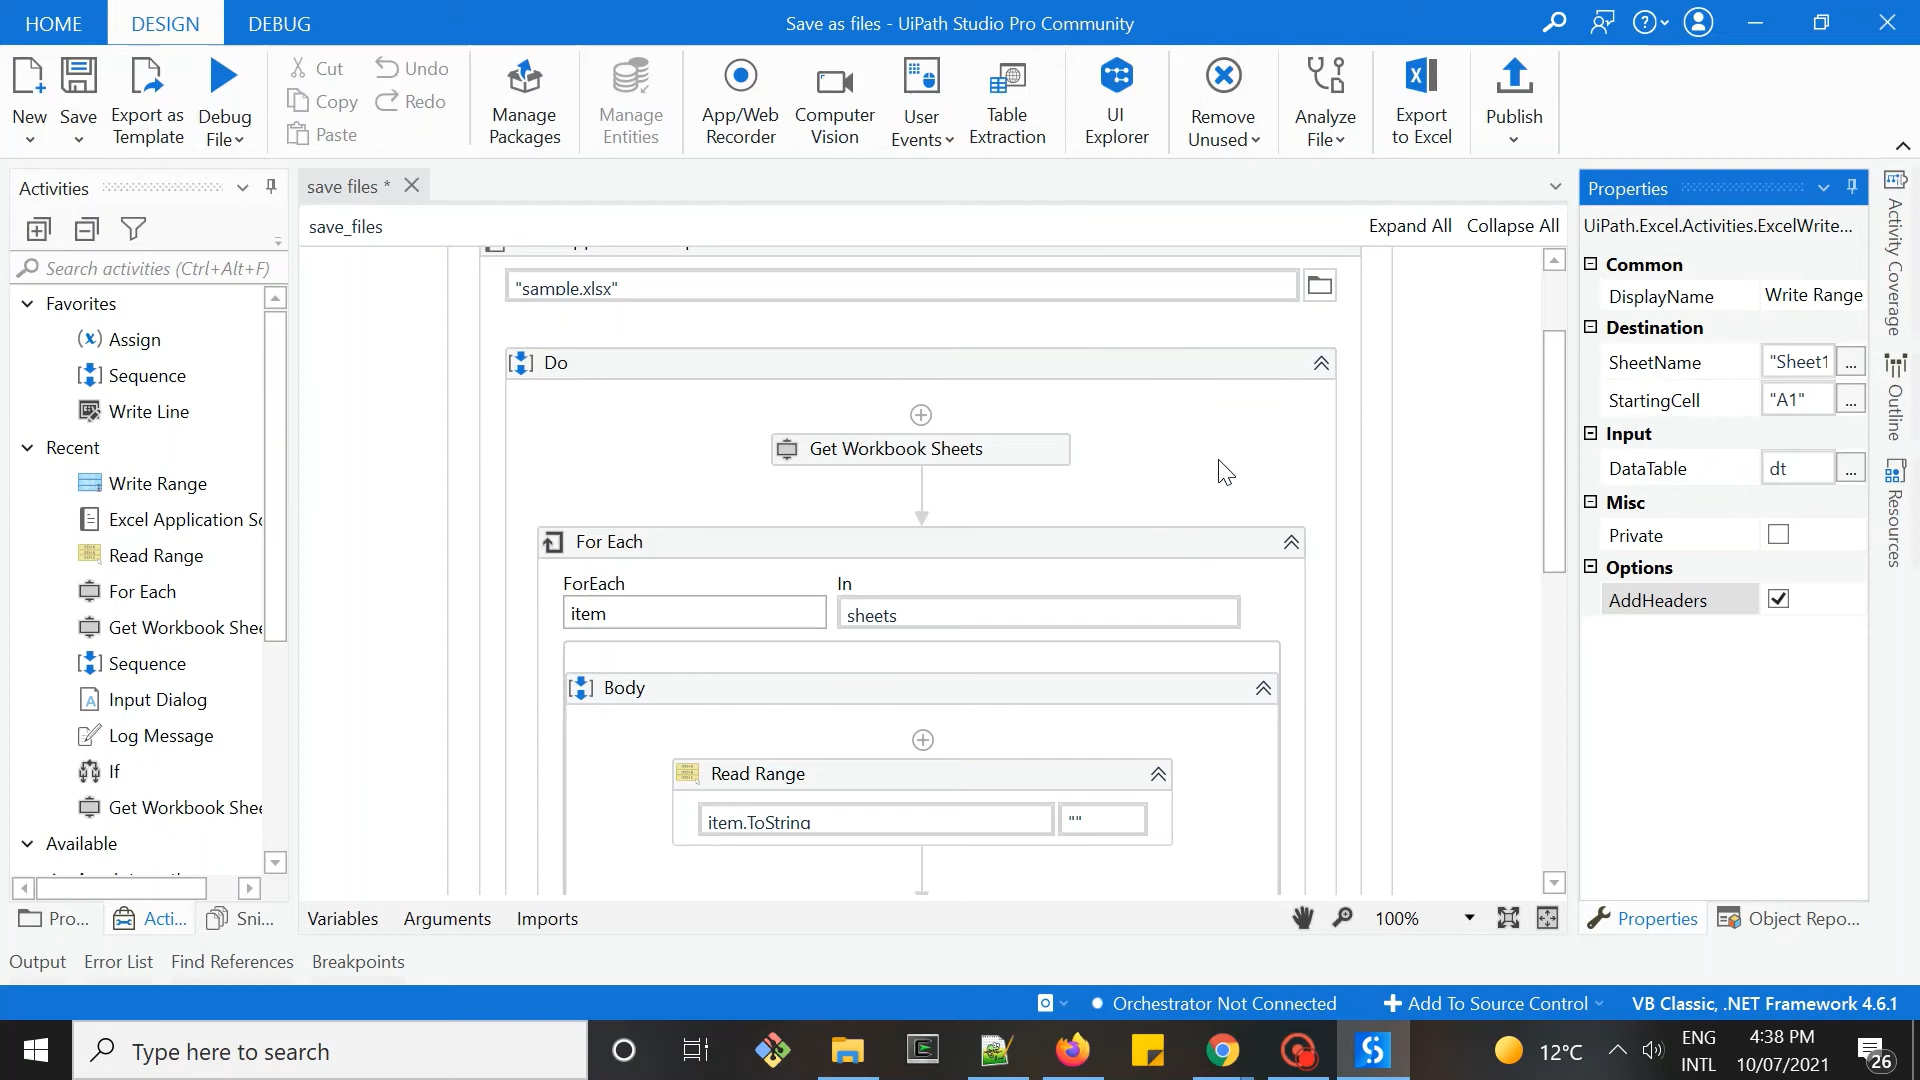 HOME
DESIGN
DEBUG
Save as files - UiPath Studio Pro Community
New
Save
Export as
Template
Debug
File
Cut
Copy
Paste
Undo
Redo
Manage
Packages
Manage
Entities
App/Web
Recorder
Computer
Vision
User
Events
Table
Extraction
UI
Explorer
Remove
Unused
Analyze
File
Export
to Excel
Publish
Activities
Search activities (Ctrl+Alt+F)
Favorites
Assign
Sequence
Write Line
Recent
Write Range
Excel Application Sc
Read Range
For Each
Get Workbook Shee
Sequence
Input Dialog
Log Message
If
Get Workbook Shee
Available
Pro...
Acti...
Sni...
save files *
save_files
Expand All
Collapse All
"sample.xlsx"
Do
Get Workbook Sheets
For Each
ForEach
In
item
sheets
Body
Read Range
item.ToString
""
Variables
Arguments
Imports
100%
Properties
UiPath.Excel.Activities.ExcelWrite...
Common
DisplayName
Write Range
Destination
SheetName
"Sheet1
...
StartingCell
"A1"
...
Input
DataTable
dt
...
Misc
Private
Options
AddHeaders
Properties
Object Repo...
Activity Coverage
Outline
Resources
Output
Error List
Find References
Breakpoints
Orchestrator Not Connected
Add To Source Control
VB Classic, .NET Framework 4.6.1
Type here to search
12°C
ENG
INTL
4:38 PM
10/07/2021
26